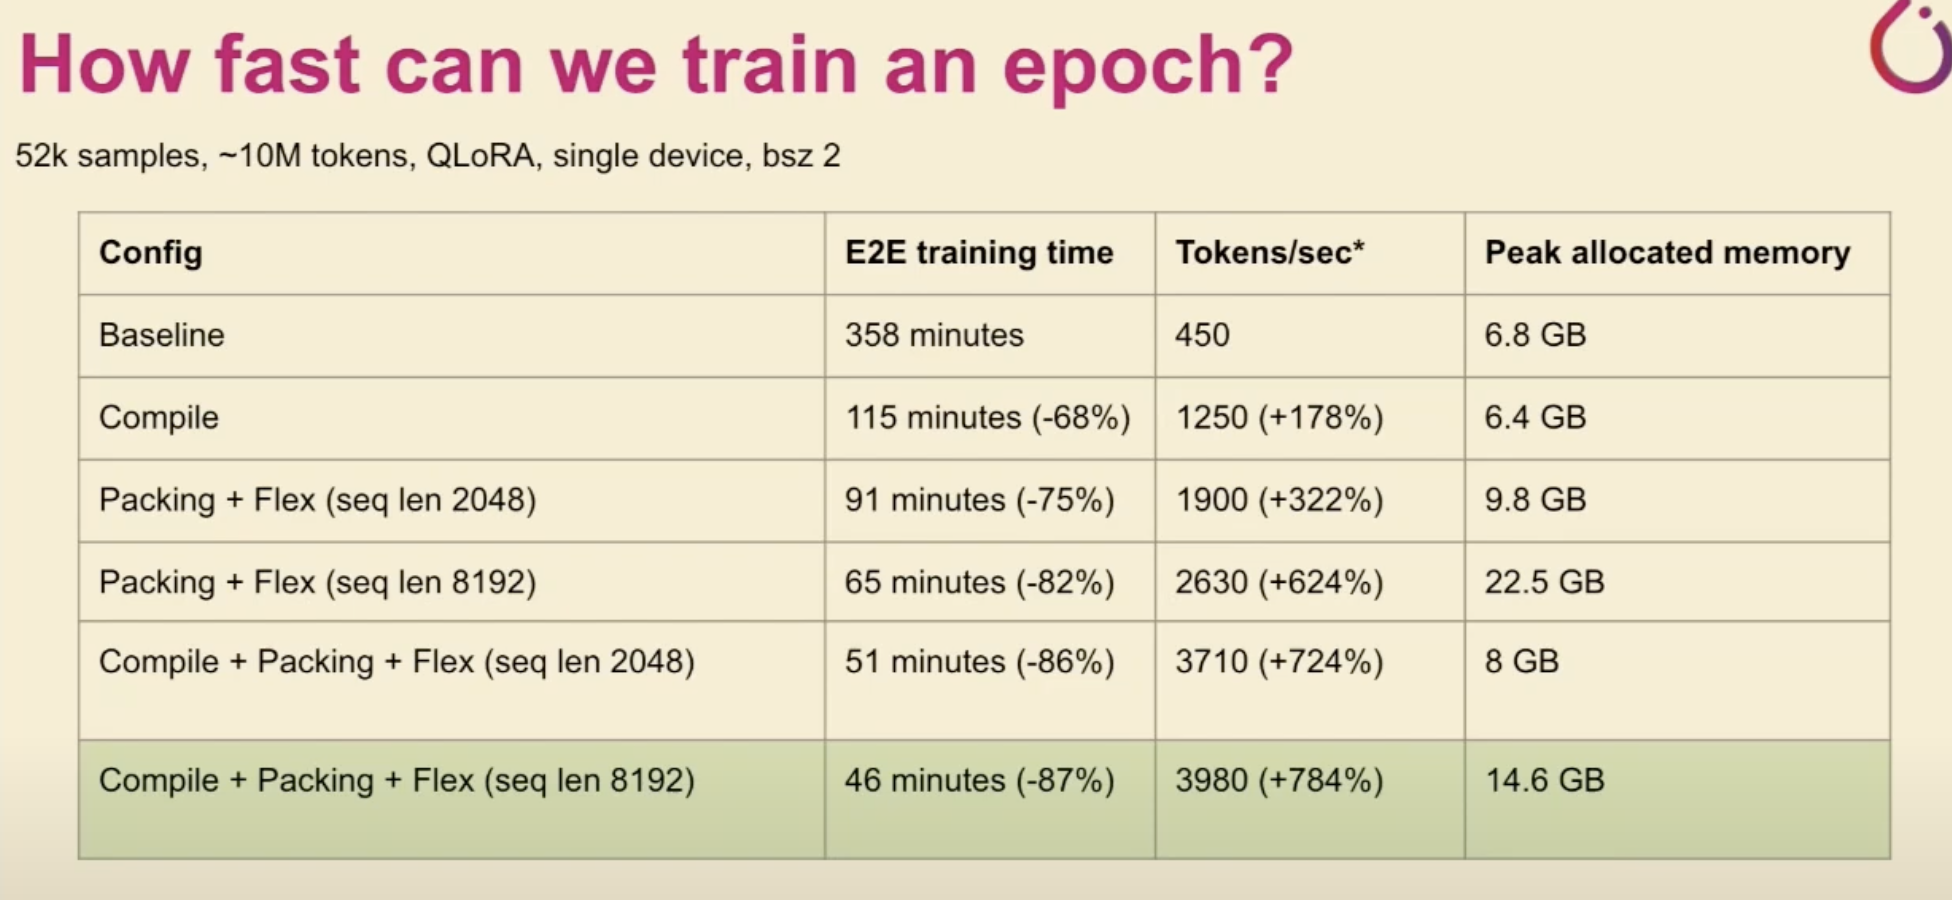 How fast can we train an epoch?
52k samples, ~10M tokens, QLoRA, single device, bsz 2
Config E2E training time Tokens/sec* Peak allocated memory
Baseline 358 minutes 450 6.8 GB
Compile 115 minutes (-68%) 1250 (+178%) 6.4 GB
Packing + Flex (seq len 2048) 91 minutes (-75%) 1900 (+322%) 9.8 GB
Packing + Flex (seq len 8192) 65 minutes (-82%) 2630 (+624%) 22.5 GB
Compile + Packing + Flex (seq len 2048) 51 minutes (-86%) 3710 (+724%) 8 GB
Compile + Packing + Flex (seq len 8192) 46 minutes (-87%) 3980 (+784%) 14.6 GB